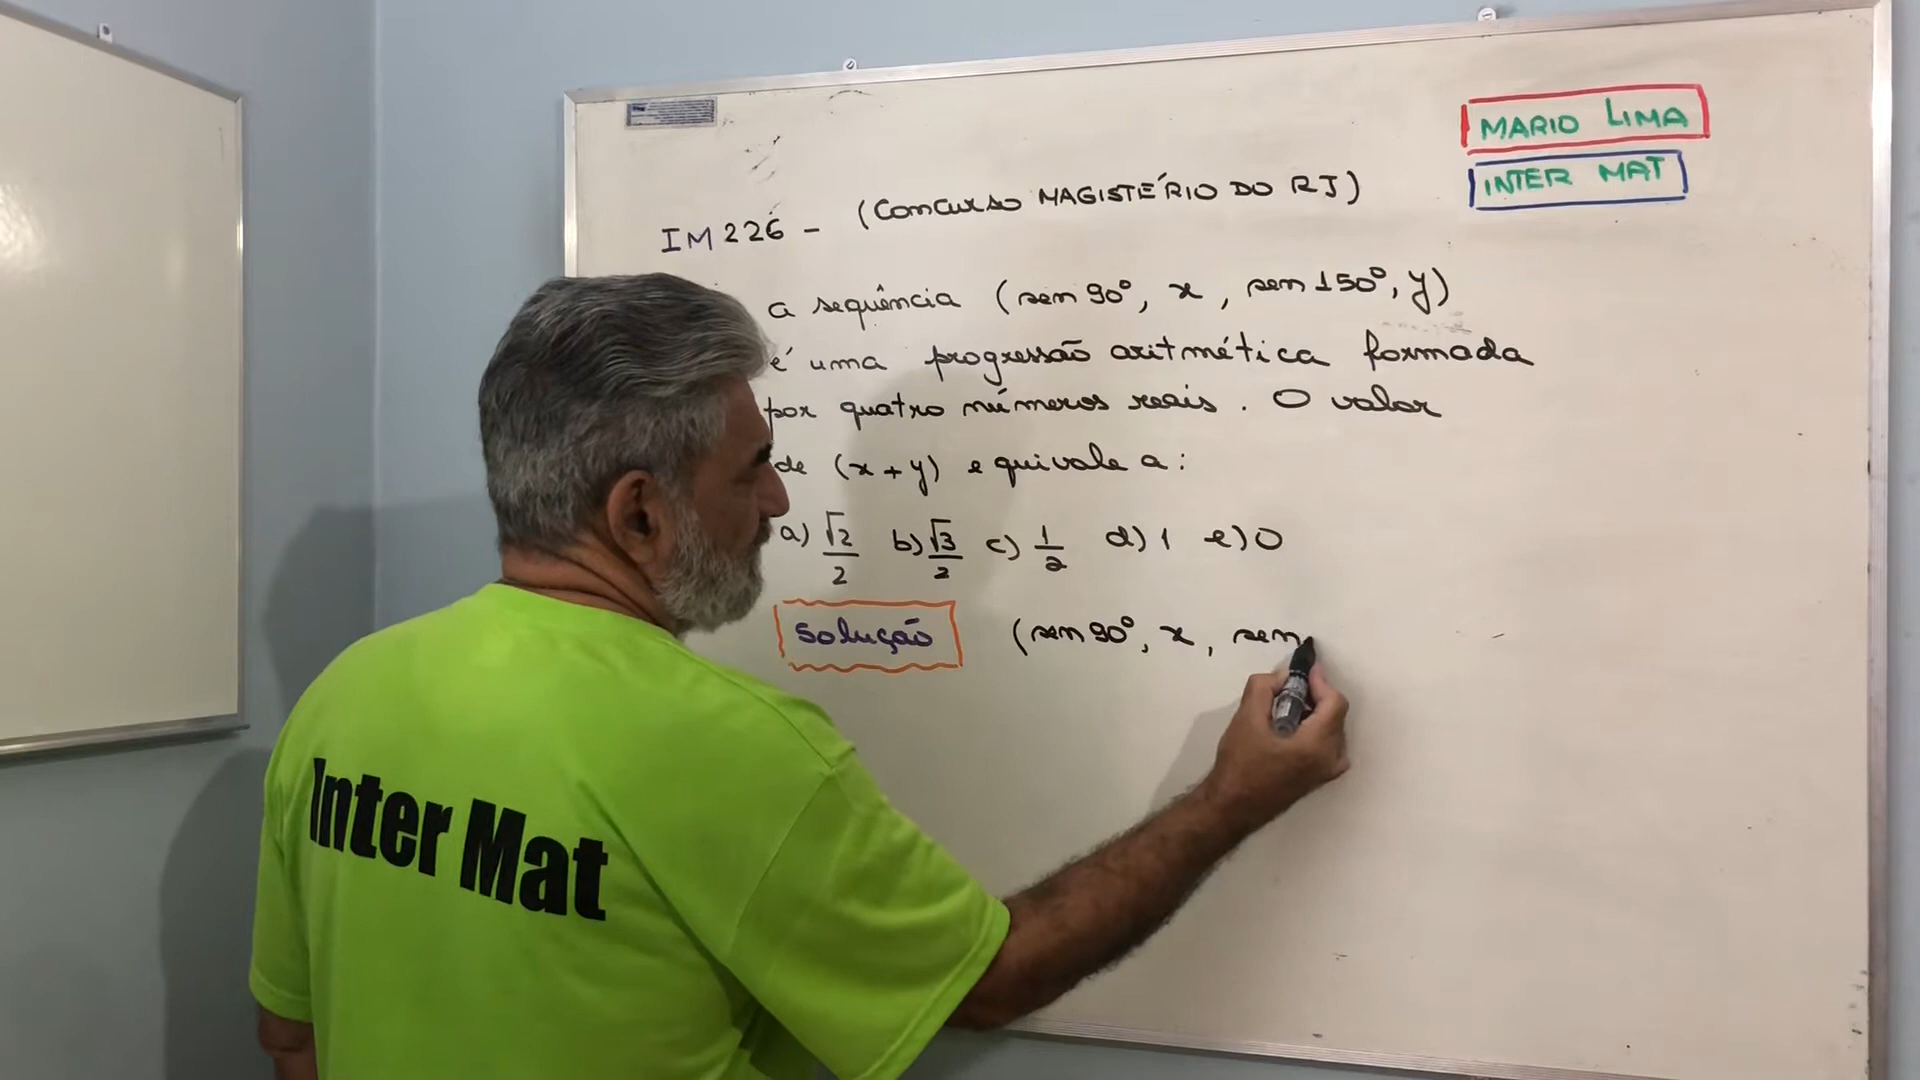 MARIO LIMA
INTER MAT
IM 226 - (Concurso MAGISTÉRIO DO RJ)
a sequência (sen 90°, x, sen 150°, y)
é uma progressão aritmética formada
por quatro números reais. O valor
de (x + y) equivale a:
a) √2/2 b) √3/2 c) 1/2 d) 1 e) 0
Solução (sen 90°, x, sen
Inter Mat